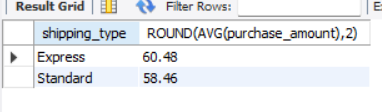 Result Grid Filter Rows:
shipping_type ROUND(AVG(purchase_amount),2)
Express 60.48
Standard 58.46